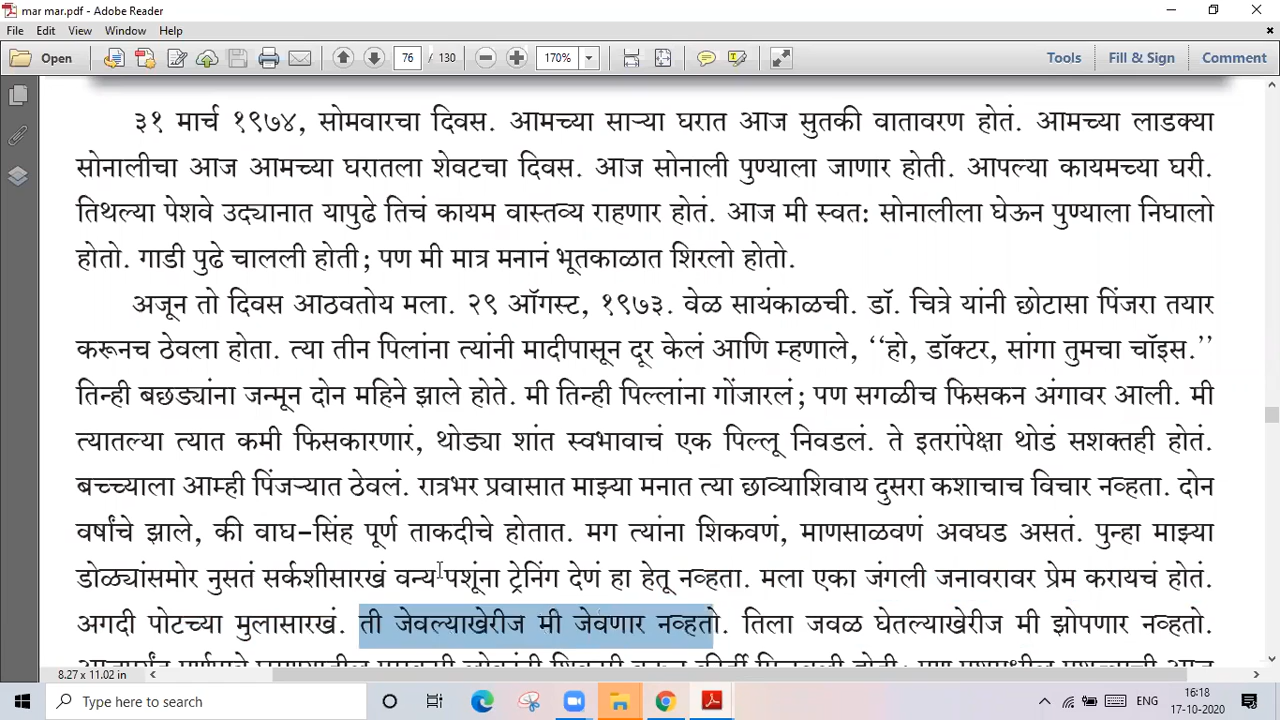 mar mar.pdf - Adobe Reader
File Edit View Window Help
Open 76 / 130 170% Tools Fill & Sign Comment
३१ मार्च १९७४, सोमवारचा दिवस. आमच्या साऱ्या घरात आज सुतकी वातावरण होतं. आमच्या लाडक्या
सोनालीचा आज आमच्या घरातला शेवटचा दिवस. आज सोनाली पुण्याला जाणार होती. आपल्या कायमच्या घरी.
तिथल्या पेशवे उद्यानात यापुढे तिचं कायम वास्तव्य राहणार होतं. आज मी स्वत: सोनालीला घेऊन पुण्याला निघालो
होतो. गाडी पुढे चालली होती; पण मी मात्र मनानं भूतकाळात शिरलो होतो.
अजून तो दिवस आठवतोय मला. २९ ऑगस्ट, १९७३. वेळ सायंकाळची. डॉ. चित्रे यांनी छोटासा पिंजरा तयार
करूनच ठेवला होता. त्या तीन पिलांना त्यांनी मादीपासून दूर केलं आणि म्हणाले, ‘‘हो, डॉक्टर, सांगा तुमचा चॉइस.’’
तिन्ही बछड्यांना जन्मून दोन महिने झाले होते. मी तिन्ही पिल्लांना गोंजारलं; पण सगळीच फिसकन अंगावर आली. मी
त्यातल्या त्यात कमी फिसकारणारं, थोड्या शांत स्वभावाचं एक पिल्लू निवडलं. ते इतरांपेक्षा थोडं सशक्तही होतं.
बच्च्याला आम्ही पिंजऱ्यात ठेवलं. रात्रभर प्रवासात माझ्या मनात त्या छाव्याशिवाय दुसरा कशाचाच विचार नव्हता. दोन
वर्षांचे झाले, की वाघ-सिंह पूर्ण ताकदीचे होतात. मग त्यांना शिकवणं, माणसाळवणं अवघड असतं. पुन्हा माझ्या
डोळ्यांसमोर नुसतं सर्कशीसारखं वन्य पशूंना ट्रेनिंग देणं हा हेतू नव्हता. मला एका जंगली जनावरावर प्रेम करायचं होतं.
अगदी पोटच्या मुलासारखं. ती जेवल्याखेरीज मी जेवणार नव्हतो. तिला जवळ घेतल्याखेरीज मी झोपणार नव्हतो.
8.27 x 11.02 in
Type here to search ENG 16:18
17-10-2020